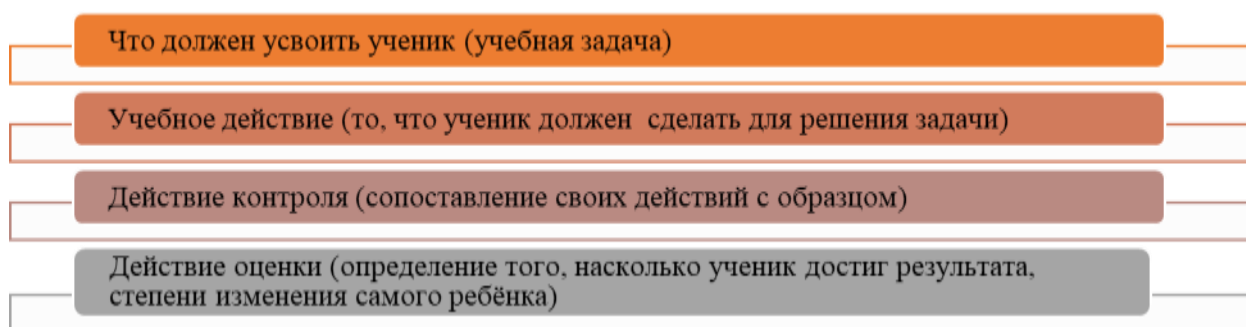 Что должен усвоить ученик (учебная задача)
Учебное действие (то, что ученик должен сделать для решения задачи)
Действие контроля (сопоставление своих действий с образцом)
Действие оценки (определение того, насколько ученик достиг результата,
степени изменения самого ребёнка)